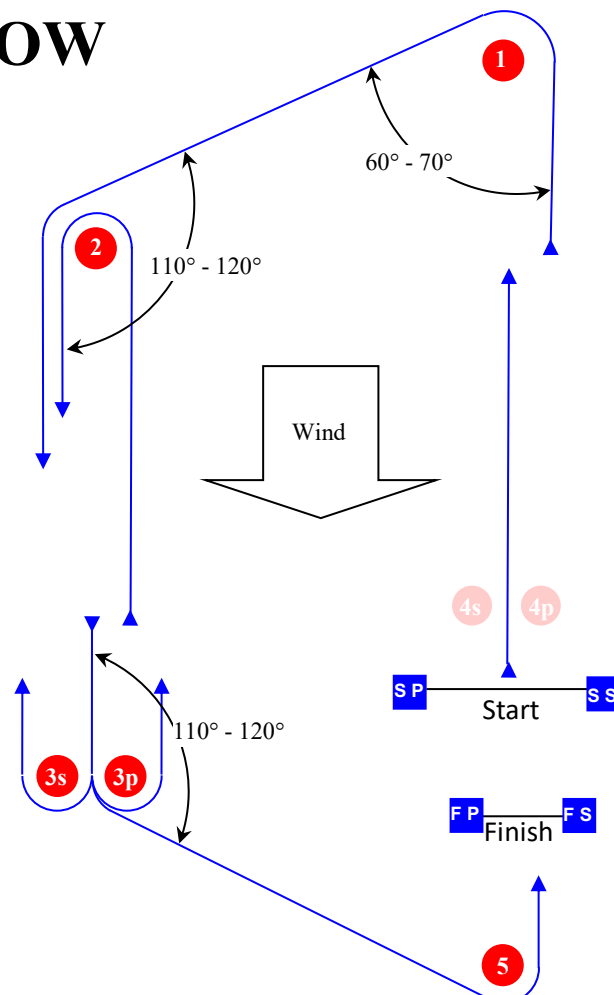 OW
1
60° - 70°
2
110° - 120°
Wind
4s 4p
S P S S
Start
110° - 120°
3s 3p
F P F S
Finish
5